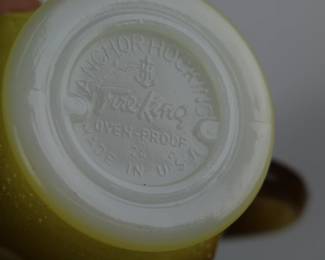 ANCHOR HOCKING
Fire-King
OVEN-PROOF
MADE IN U.S.A.